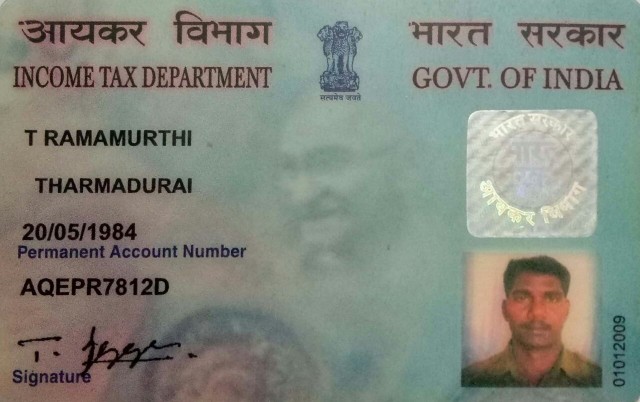 आयकर विभाग
INCOME TAX DEPARTMENT
सत्यमेव जयते
भारत सरकार
GOVT. OF INDIA
T RAMAMURTHI
THARMADURAI
20/05/1984
Permanent Account Number
AQEPR7812D
T.
Signature
भारत सरकार
आयकर विभाग
01012009